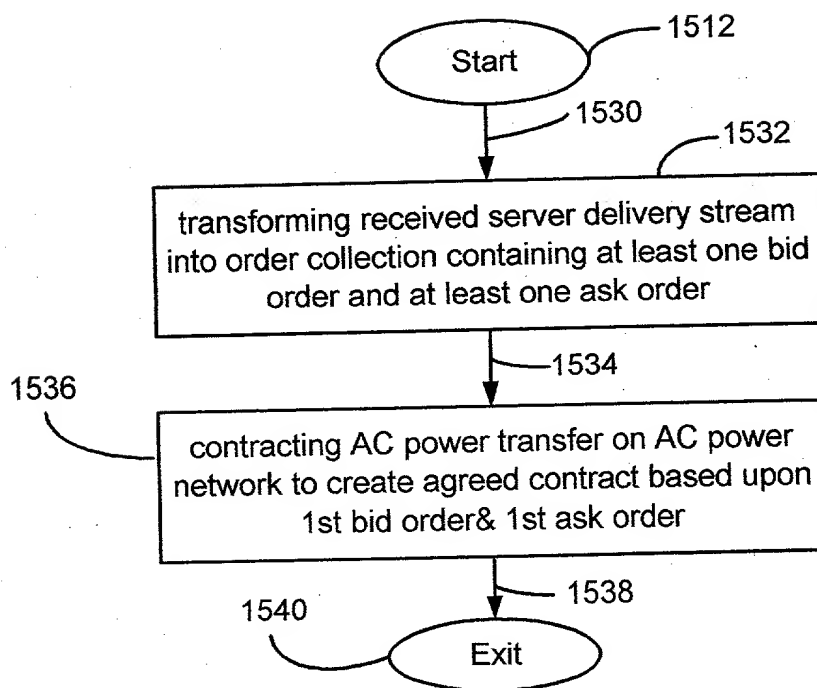 1512
Start
1530
1532
transforming received server delivery stream
into order collection containing at least one bid
order and at least one ask order
1534
1536
contracting AC power transfer on AC power
network to create agreed contract based upon
1st bid order& 1st ask order
1538
1540
Exit